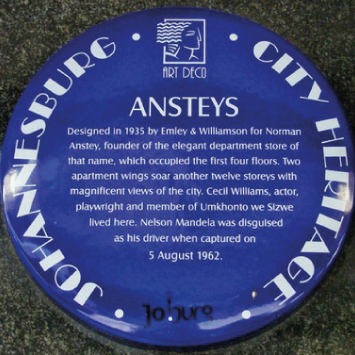 ART DECO
JOHANNESBURG • CITY HERITAGE
ANSTEYS
Designed in 1935 by Emley & Williamson for Norman
Anstey, founder of the elegant department store of
that name, which occupied the first four floors. Two
apartment wings soar another twelve storeys with
magnificent views of the city. Cecil Williams, actor,
playwright and member of Umkhonto we Sizwe
lived here. Nelson Mandela was disguised
as his driver when captured on
5 August 1962.
Joburg